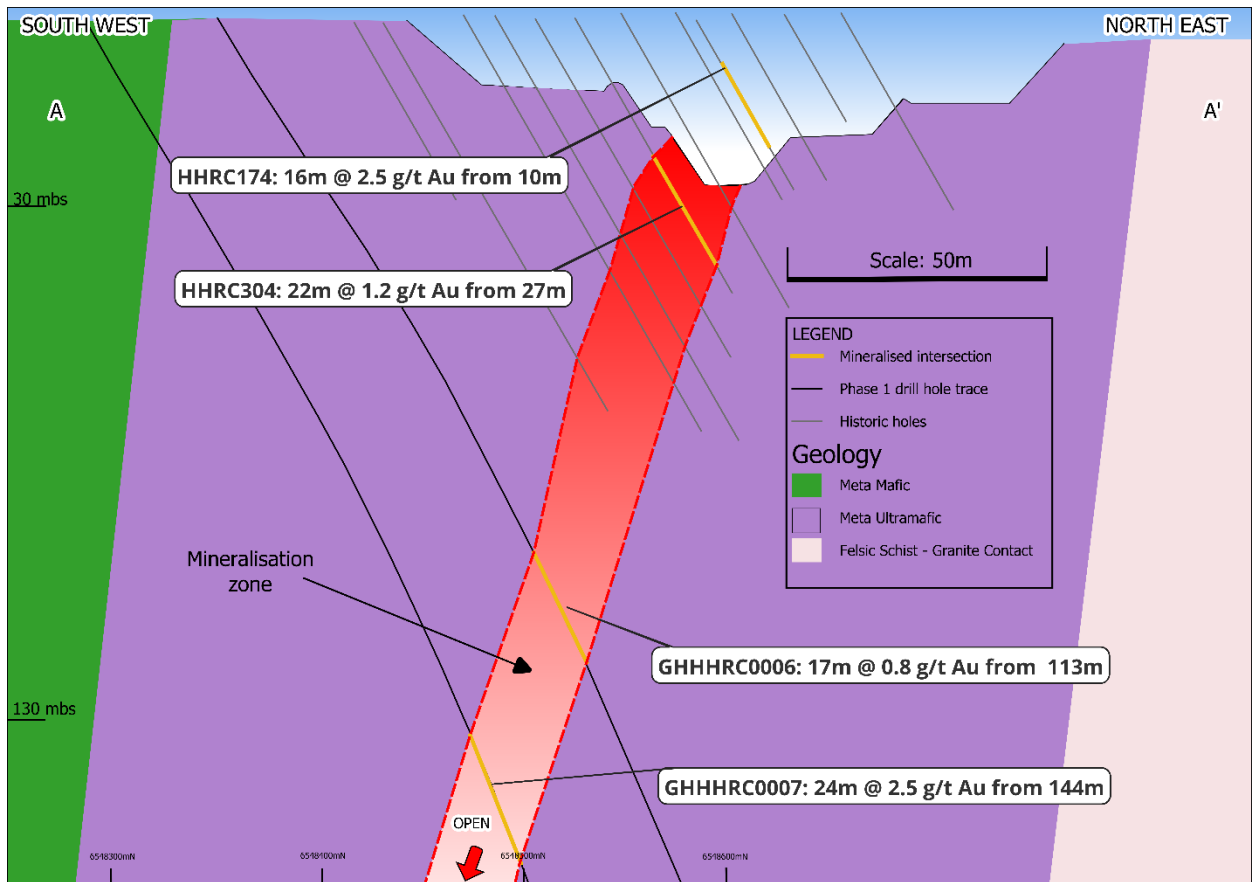 SOUTH WEST
NORTH EAST
A
A'
HHRC174: 16m @ 2.5 g/t Au from 10m
30 mbs
HHRC304: 22m @ 1.2 g/t Au from 27m
Scale: 50m
LEGEND
Mineralised intersection
Phase 1 drill hole trace
Historic holes
Geology
Meta Mafic
Meta Ultramafic
Felsic Schist - Granite Contact
Mineralisation
zone
GHHHRC0006: 17m @ 0.8 g/t Au from 113m
130 mbs
GHHHRC0007: 24m @ 2.5 g/t Au from 144m
OPEN
6548300mN
6548400mN
6548600mN